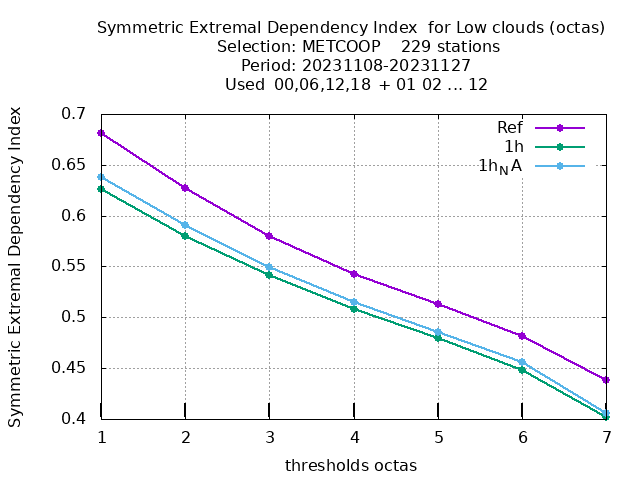 Symmetric Extremal Dependency Index  for Low clouds (octas)
Selection: METCOOP    229 stations
Period: 20231108-20231127
Used  00,06,12,18 + 01 02 ... 12
Symmetric Extremal Dependency Index
0.7
0.65
0.6
0.55
0.5
0.45
0.4
Ref
1h
1hNA
1 2 3 4 5 6 7
thresholds octas